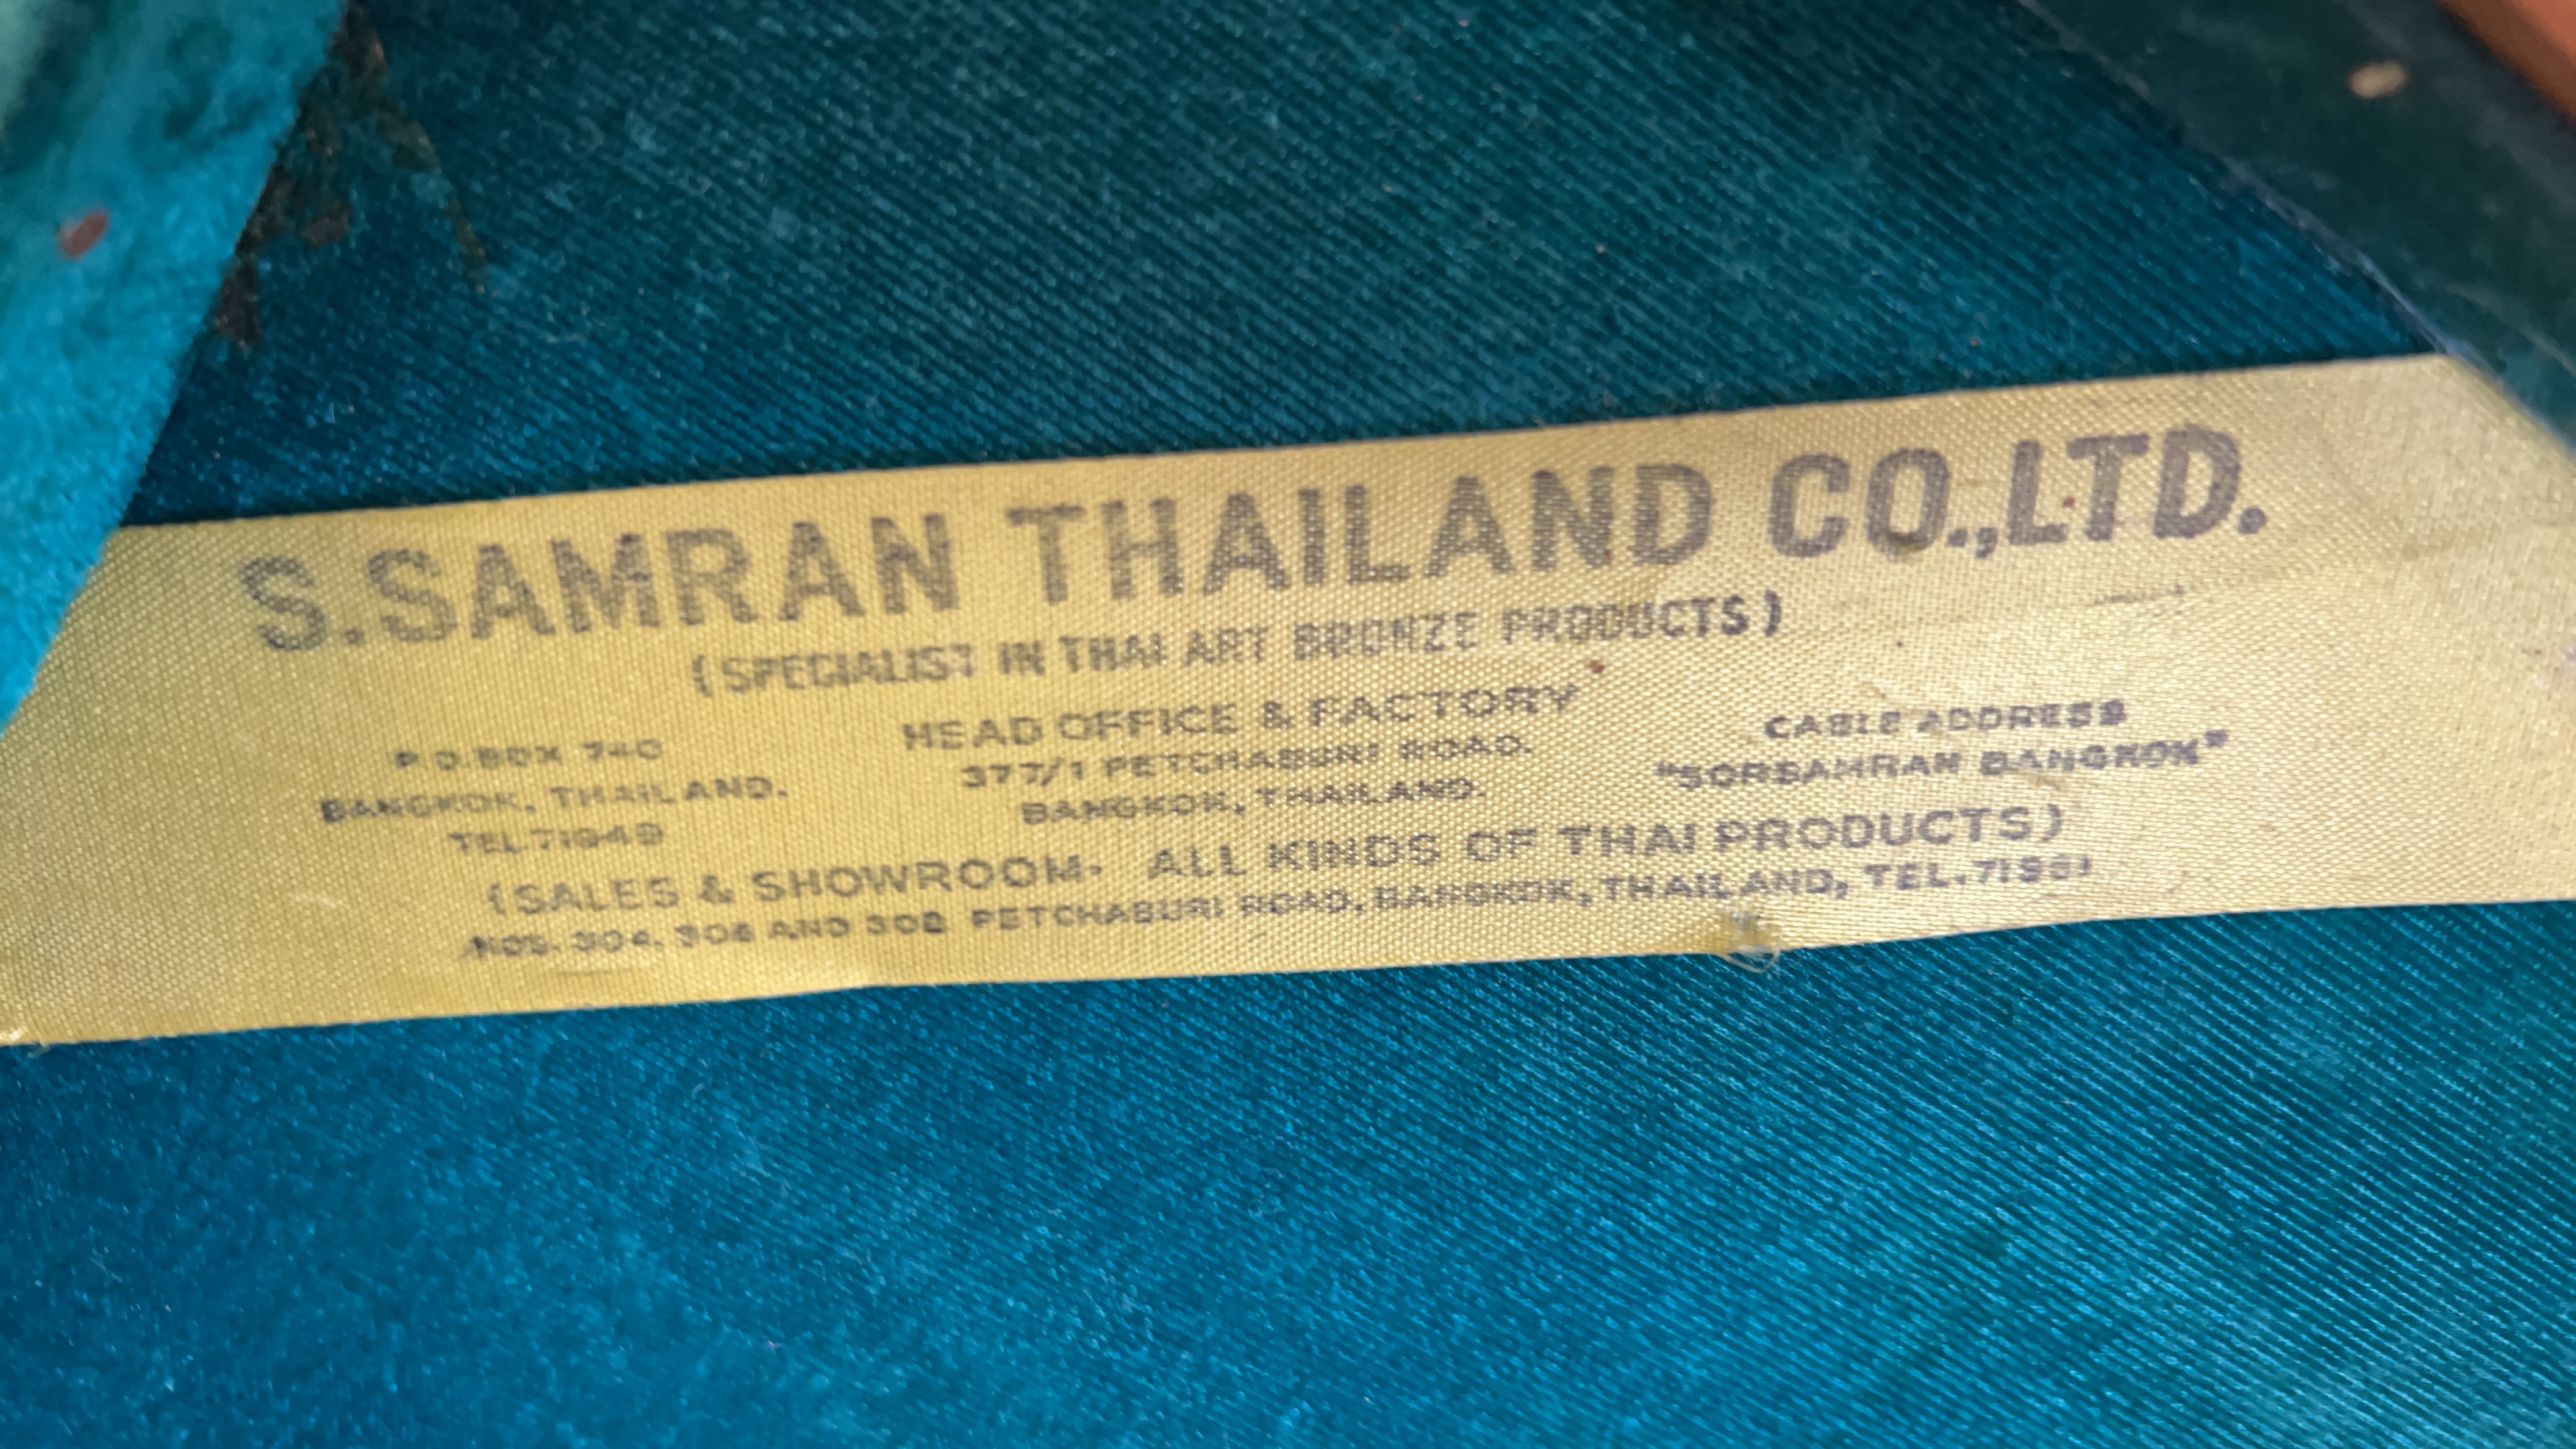 S.SAMRAN THAILAND CO.,LTD.
(SPECIALIST IN THAI ART BRONZE PRODUCTS)
P.O.BOX 740
BANGKOK, THAILAND.
TEL.71949
HEAD OFFICE & FACTORY
377/1 PETCHABURI ROAD.
BANGKOK, THAILAND.
CABLE ADDRESS
"SORSAMRAN BANGKOK"
(SALES & SHOWROOM. ALL KINDS OF THAI PRODUCTS)
NOS. 304, 306 AND 308 PETCHABURI ROAD, BANGKOK, THAILAND, TEL.